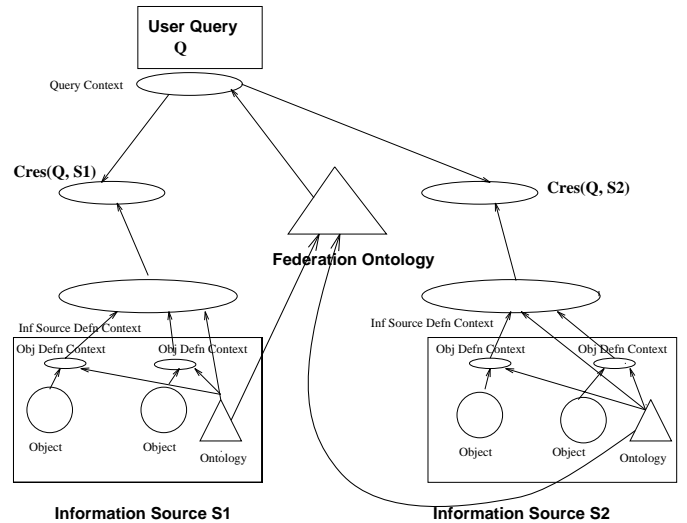 User Query
Q
Query Context
Cres(Q, S1)
Cres(Q, S2)
Federation Ontology
Inf Source Defn Context
Inf Source Defn Context
Obj Defn Context
Obj Defn Context
Obj Defn Context
Obj Defn Context
Object
Object
Ontology
Object
Object
Ontology
Information Source S1
Information Source S2